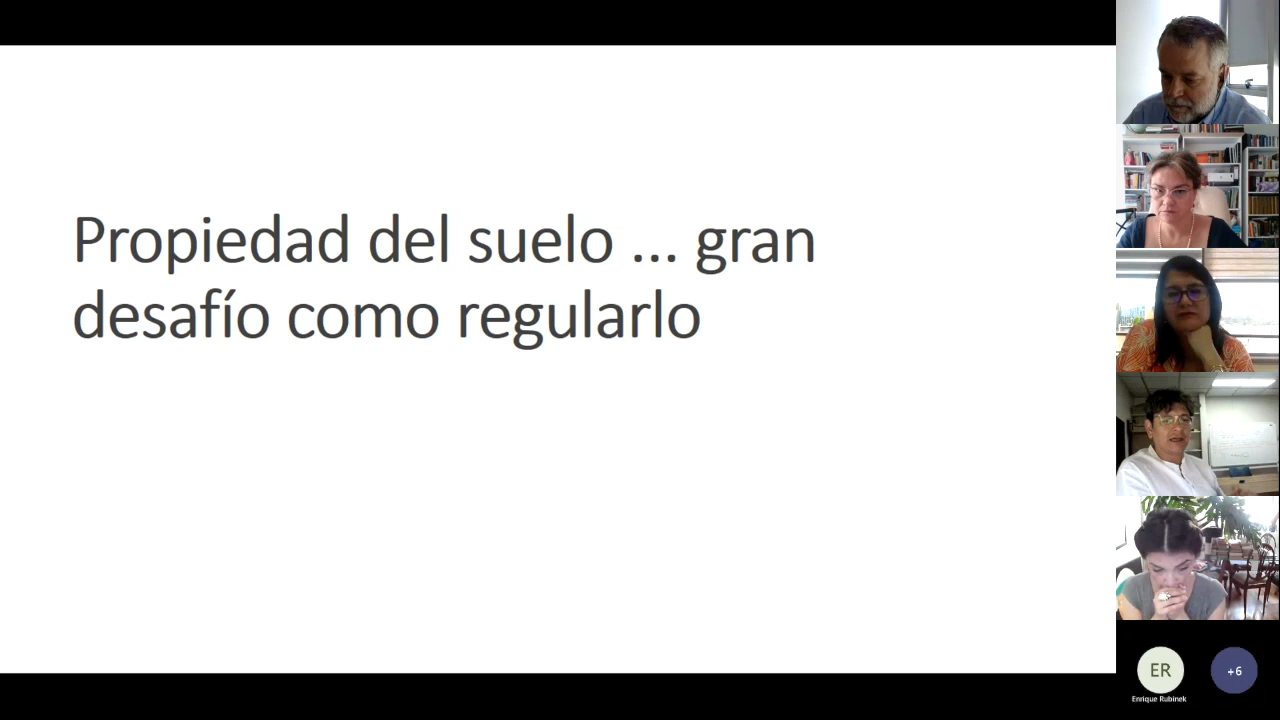 Propiedad del suelo ... gran
desafío como regularlo
ER
+6
Enrique Rubinek